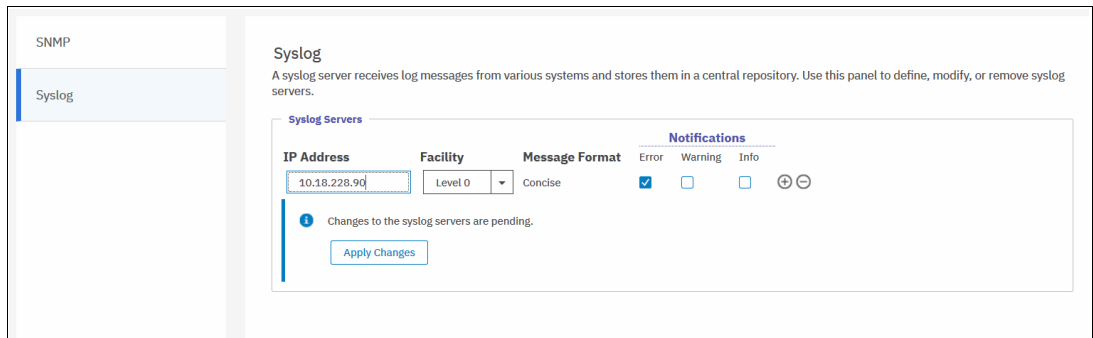 SNMP
Syslog
Syslog
A syslog server receives log messages from various systems and stores them in a central repository. Use this panel to define, modify, or remove syslog
servers.
Syslog Servers
Notifications
IP Address Facility Message Format Error Warning Info
10.18.228.90 Level 0 Concise
Changes to the syslog servers are pending.
Apply Changes